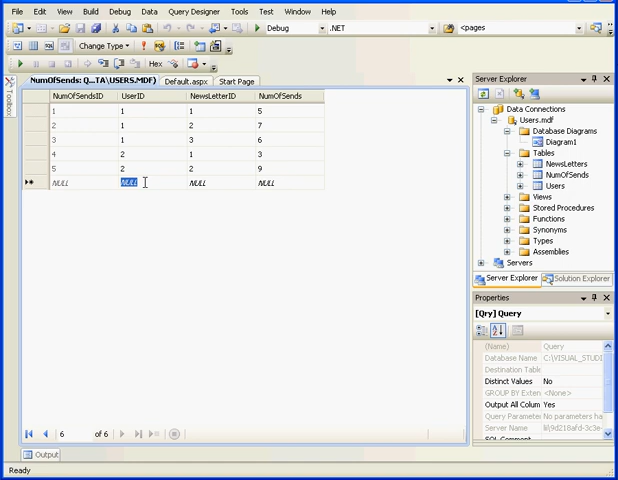 File Edit View Build Debug Data Query Designer Tools Test Window Help
Debug .NET <pages
SQL Change Type
Hex
NumOfSends: Q...TA\USERS.MDF) Default.aspx Start Page
Toolbox
NumOfSendsID UserID NewsLetterID NumOfSends
1 1 1 5
2 1 2 7
3 1 3 6
4 2 1 3
5 2 2 9
NULL NULL NULL NULL
6 of 6
Output
Ready
Server Explorer
Data Connections
Users.mdf
Database Diagrams
Diagram1
Tables
NewsLetters
NumOfSends
Users
Views
Stored Procedures
Functions
Synonyms
Types
Assemblies
Servers
Server Explorer Solution Explorer
Properties
[Qry] Query
(Name) Query
Database Name C:\VISUAL_STUDI
Destination Table
Distinct Values No
GROUP BY Exten <None>
Output All Colum Yes
Query Parameter No parameters ha
Server Name
SQL Comment